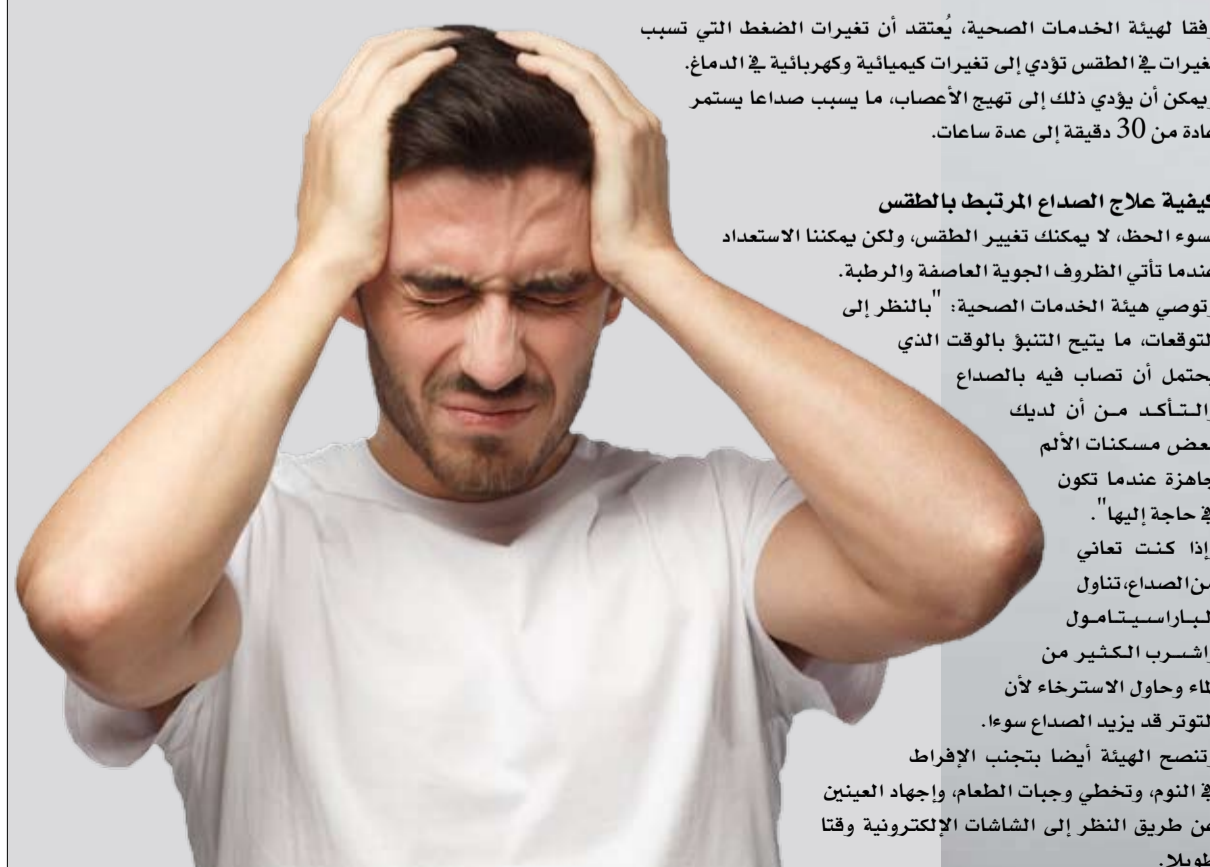 وفقا لهيئة الخدمات الصحية، يُعتقد أن تغيرات الضغط التي تسبب
تغيرات في الطقس تؤدي إلى تغيرات كيميائية وكهربائية في الدماغ.
ويمكن أن يؤدي ذلك إلى تهيج الأعصاب، ما يسبب صداعا يستمر
عادة من 30 دقيقة إلى عدة ساعات.
كيفية علاج الصداع المرتبط بالطقس
لسوء الحظ، لا يمكنك تغيير الطقس، ولكن يمكننا الاستعداد
عندما تأتي الظروف الجوية العاصفة والرطبة.
وتوصي هيئة الخدمات الصحية: "بالنظر إلى
لتوقعات، ما يتيح التنبؤ بالوقت الذي
يحتمل أن تصاب فيه بالصداع
والتأكد من أن لديك
بعض مسكنات الألم
جاهزة عندما تكون
في حاجة إليها".
وإذا كنت تعاني
من الصداع، تناول
لباراسيتامول
واشرب الكثير من
لماء وحاول الاسترخاء لأن
لتوتر قد يزيد الصداع سوءا.
وتنصح الهيئة أيضا بتجنب الإفراط
في النوم، وتخطي وجبات الطعام، وإجهاد العينين
عن طريق النظر إلى الشاشات الإلكترونية وقتا
طويلا.